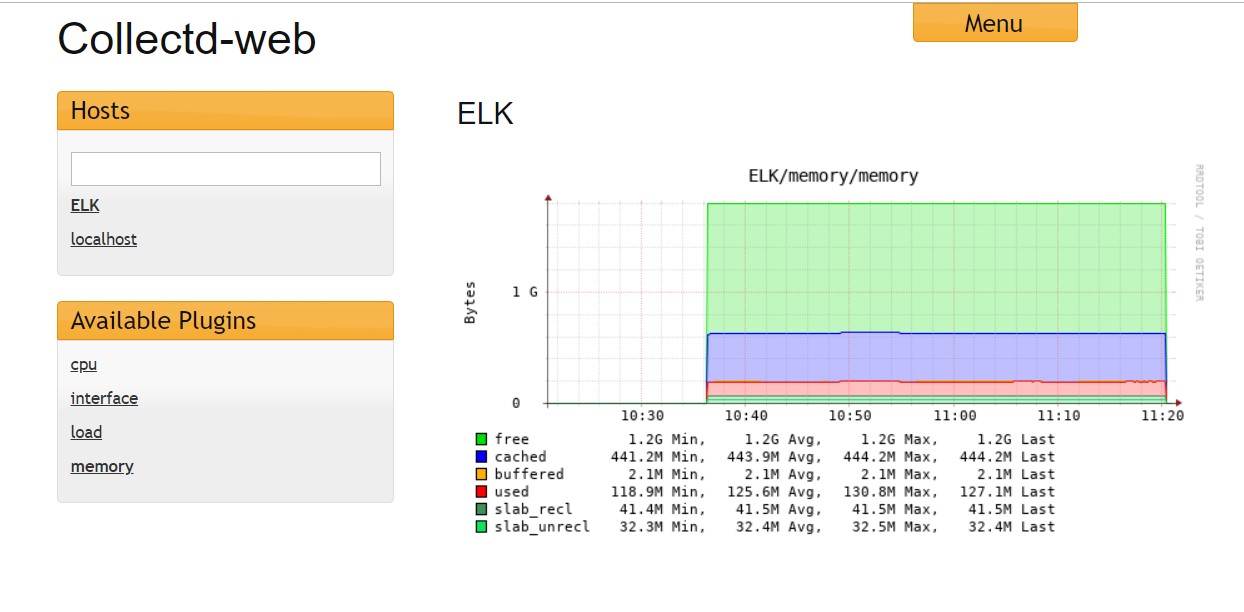 Collectd-web
Menu
Hosts
ELK
localhost
Available Plugins
cpu
interface
load
memory
ELK
ELK/memory/memory
RRDTOOL / TOBI OETIKER
Bytes
1 G
0
10:30 10:40 10:50 11:00 11:10 11:20
free 1.2G Min, 1.2G Avg, 1.2G Max, 1.2G Last
cached 441.2M Min, 443.9M Avg, 444.2M Max, 444.2M Last
buffered 2.1M Min, 2.1M Avg, 2.1M Max, 2.1M Last
used 118.9M Min, 125.6M Avg, 130.8M Max, 127.1M Last
slab_recl 41.4M Min, 41.5M Avg, 41.5M Max, 41.5M Last
slab_unrecl 32.3M Min, 32.4M Avg, 32.5M Max, 32.4M Last